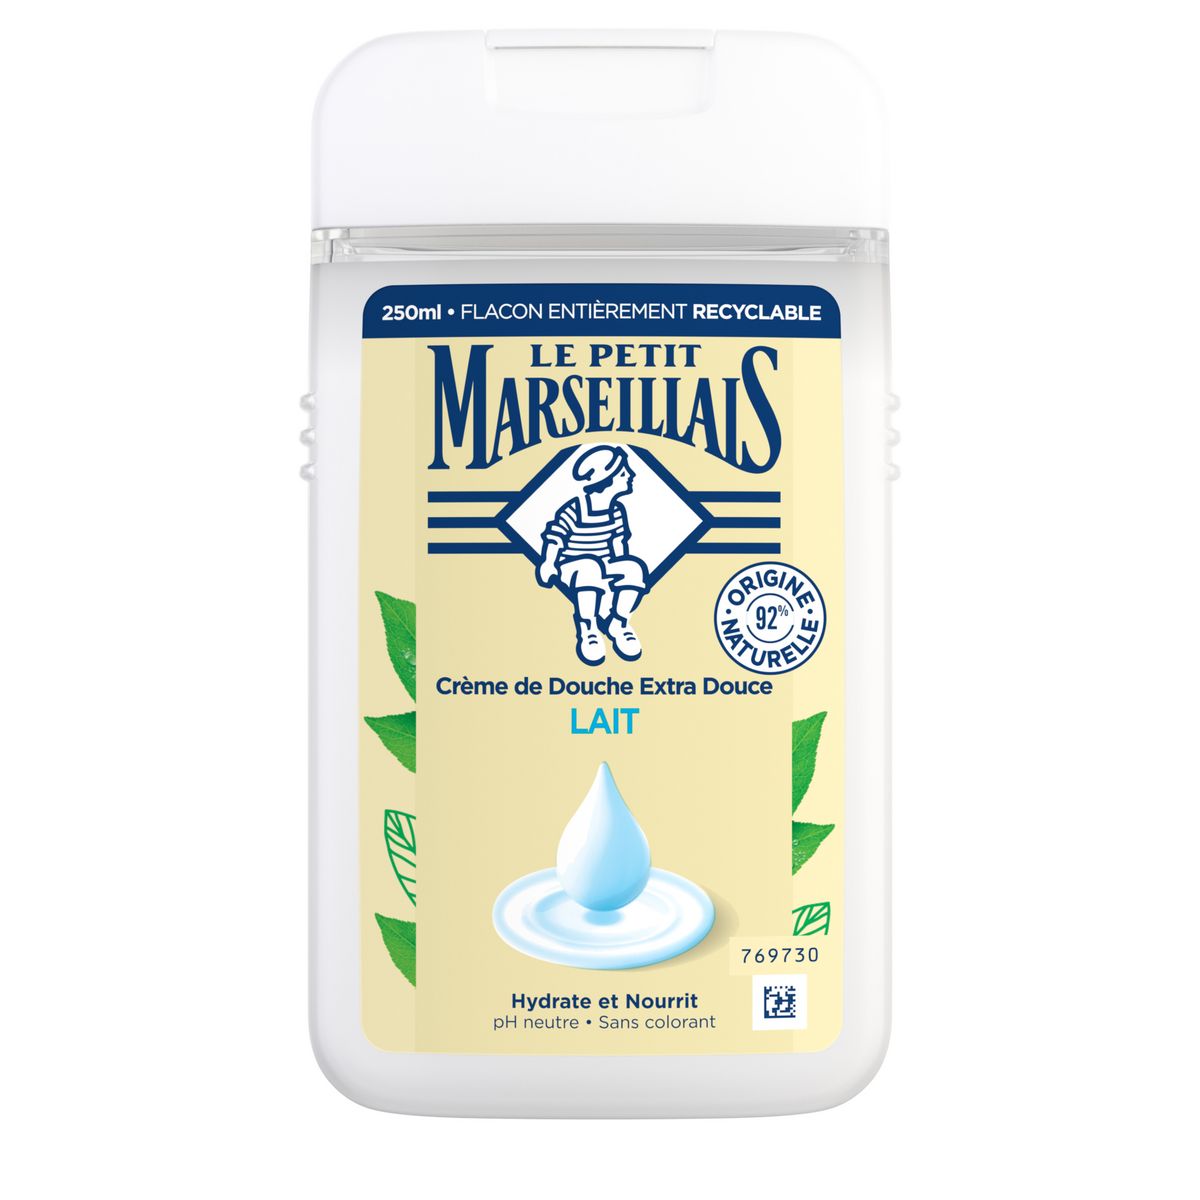 250ml • FLACON ENTIÈREMENT RECYCLABLE
LE PETIT
MARSEILLAIS
ORIGINE
92%
NATURELLE
Crème de Douche Extra Douce
LAIT
769730
Hydrate et Nourrit
pH neutre • Sans colorant